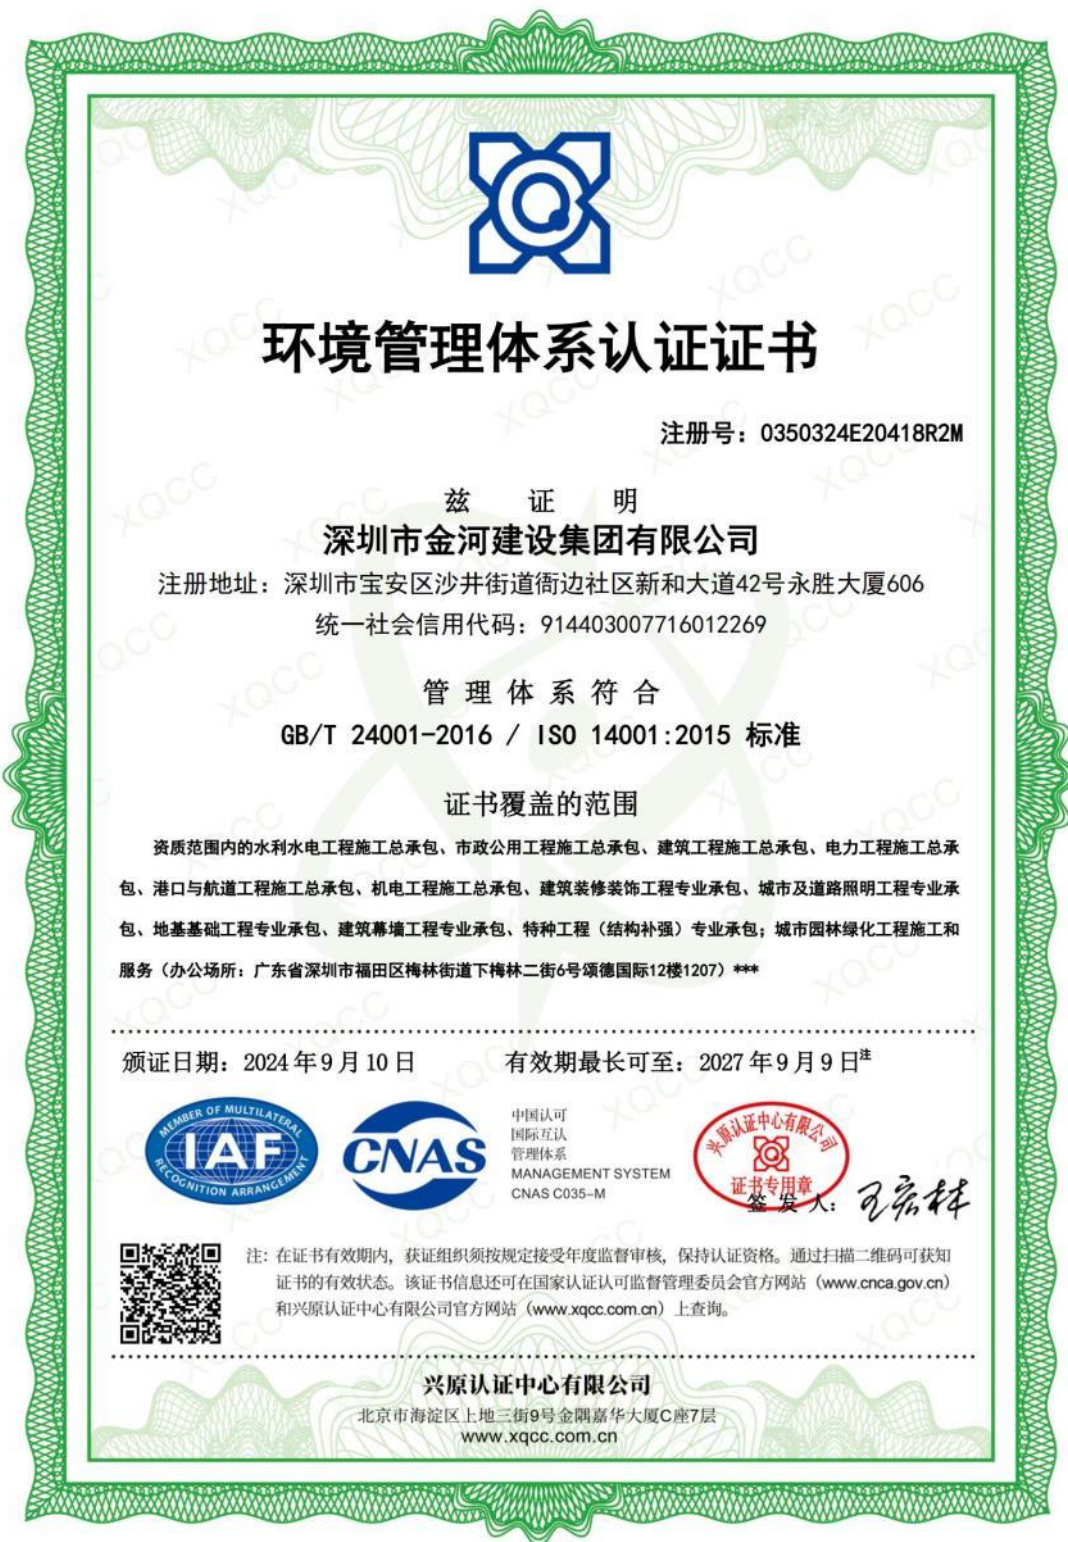 环境管理体系认证证书
注册号：0350324E20418R2M
兹 证 明
深圳市金河建设集团有限公司
注册地址：深圳市宝安区沙井街道衙边社区新和大道42号永胜大厦606
统一社会信用代码：914403007716012269
管理体系符合
GB/T 24001-2016 / ISO 14001:2015 标准
证书覆盖的范围
资质范围内的水利水电工程施工总承包、市政公用工程施工总承包、建筑工程施工总承包、电力工程施工总承
包、港口与航道工程施工总承包、机电工程施工总承包、建筑装修装饰工程专业承包、城市及道路照明工程专业承
包、地基基础工程专业承包、建筑幕墙工程专业承包、特种工程（结构补强）专业承包；城市园林绿化工程施工和
服务（办公场所：广东省深圳市福田区梅林街道下梅林二街6号颂德国际12楼1207）***
颁证日期：2024年9月10日 有效期最长可至：2027年9月9日注
MEMBER OF MULTILATERAL
IAF
RECOGNITION ARRANGEMENT
CNAS
中国认可
国际互认
管理体系
MANAGEMENT SYSTEM
CNAS C035-M
兴原认证中心有限公司
证书专用章
签 发 人：王宏林
注：在证书有效期内，获证组织须按规定接受年度监督审核，保持认证资格。通过扫描二维码可获知
证书的有效状态。该证书信息还可在国家认证认可监督管理委员会官方网站（www.cnca.gov.cn）
和兴原认证中心有限公司官方网站（www.xqcc.com.cn）上查询。
兴原认证中心有限公司
北京市海淀区上地三街9号金隅嘉华大厦C座7层
www.xqcc.com.cn